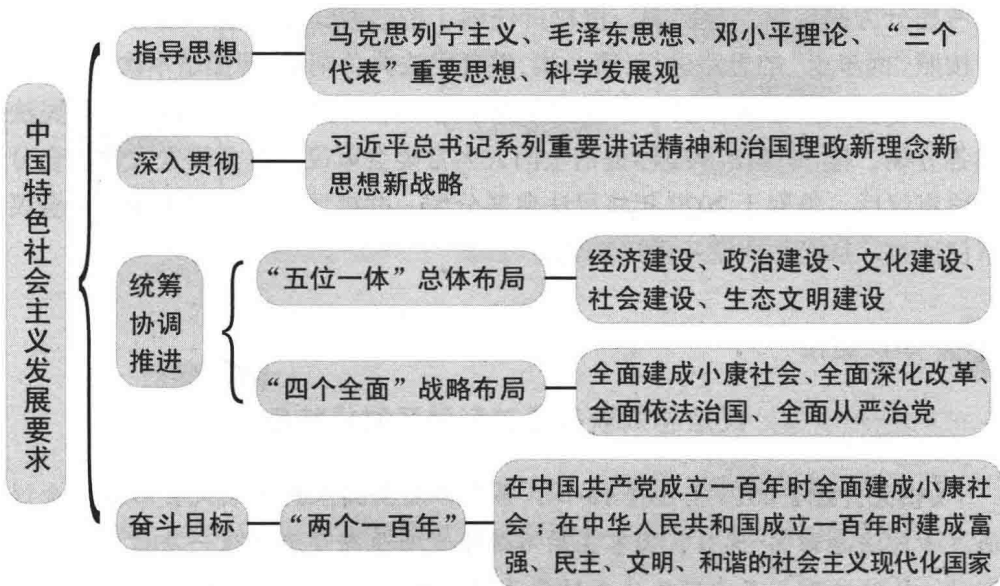 中国特色社会主义发展要求
指导思想
马克思列宁主义、毛泽东思想、邓小平理论、“三个
代表”重要思想、科学发展观
深入贯彻
习近平总书记系列重要讲话精神和治国理政新理念新
思想新战略
统筹
协调
推进
“五位一体”总体布局
经济建设、政治建设、文化建设、
社会建设、生态文明建设
“四个全面”战略布局
全面建成小康社会、全面深化改革、
全面依法治国、全面从严治党
奋斗目标
“两个一百年”
在中国共产党成立一百年时全面建成小康社
会；在中华人民共和国成立一百年时建成富
强、民主、文明、和谐的社会主义现代化国家